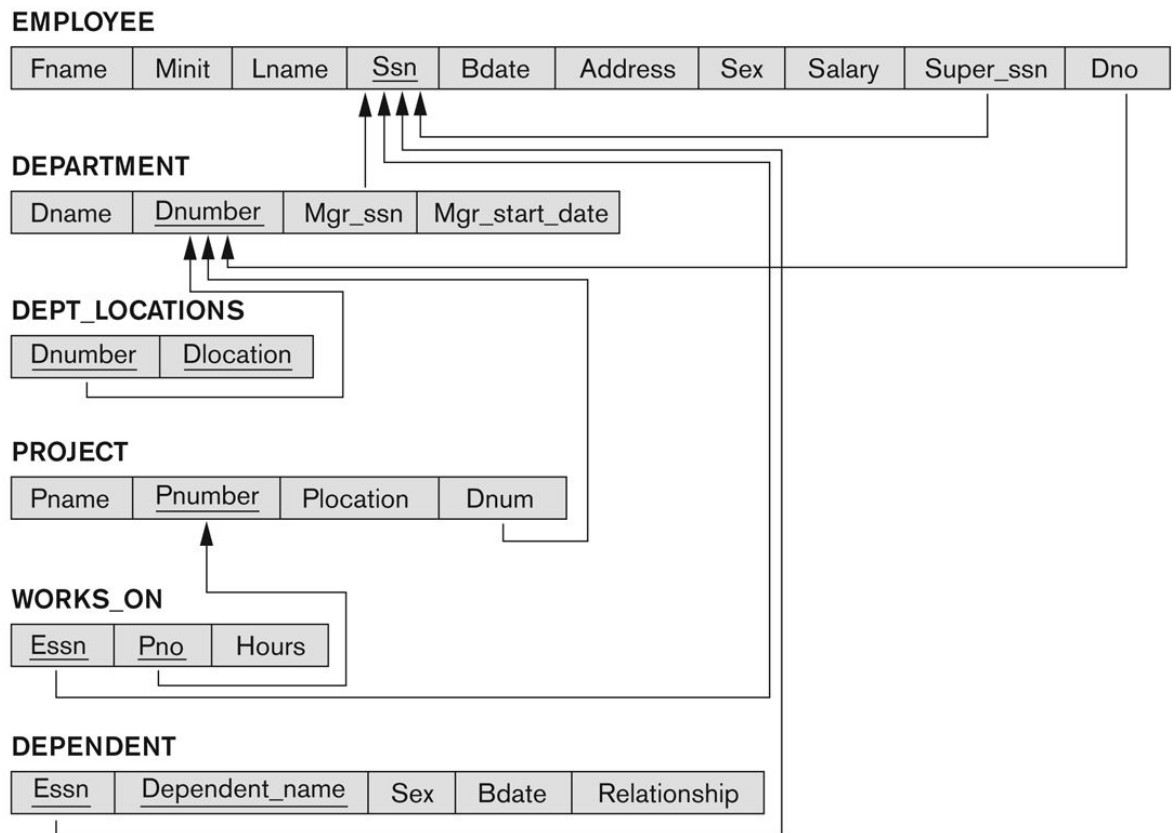 EMPLOYEE
Fname Minit Lname Ssn Bdate Address Sex Salary Super_ssn Dno
DEPARTMENT
Dname Dnumber Mgr_ssn Mgr_start_date
DEPT_LOCATIONS
Dnumber Dlocation
PROJECT
Pname Pnumber Plocation Dnum
WORKS_ON
Essn Pno Hours
DEPENDENT
Essn Dependent_name Sex Bdate Relationship